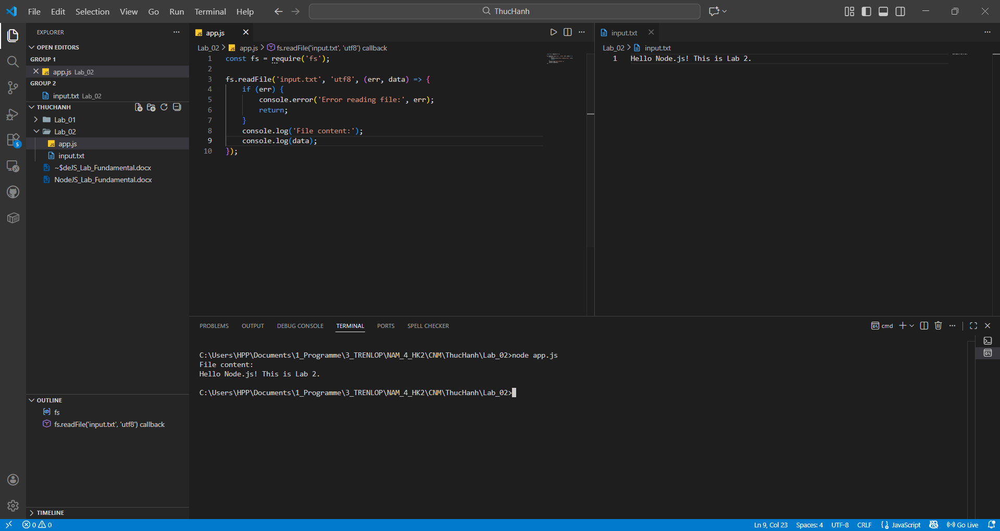 File Edit Selection View Go Run Terminal Help
ThucHanh
EXPLORER
OPEN EDITORS
GROUP 1
app.js Lab_02
GROUP 2
input.txt Lab_02
THUCHANH
Lab_01
Lab_02
app.js
input.txt
~$deJS_Lab_Fundamental.docx
NodeJS_Lab_Fundamental.docx
5
OUTLINE
fs
fs.readFile('input.txt', 'utf8') callback
TIMELINE
app.js
Lab_02 > app.js > fs.readFile('input.txt', 'utf8') callback
1 const fs = require('fs');
2
3 fs.readFile('input.txt', 'utf8', (err, data) => {
4 if (err) {
5 console.error('Error reading file:', err);
6 return;
7 }
8 console.log('File content:');
9 console.log(data);
10 });
input.txt
Lab_02 > input.txt
1 Hello Node.js! This is Lab 2.
PROBLEMS OUTPUT DEBUG CONSOLE TERMINAL PORTS SPELL CHECKER
cmd
C:\Users\HPP\Documents\1_Programme\3_TRENLOP\NAM_4_HK2\CNM\ThucHanh\Lab_02>node app.js
File content:
Hello Node.js! This is Lab 2.
C:\Users\HPP\Documents\1_Programme\3_TRENLOP\NAM_4_HK2\CNM\ThucHanh\Lab_02>
0 0
Ln 9, Col 23 Spaces: 4 UTF-8 CRLF {} JavaScript Go Live